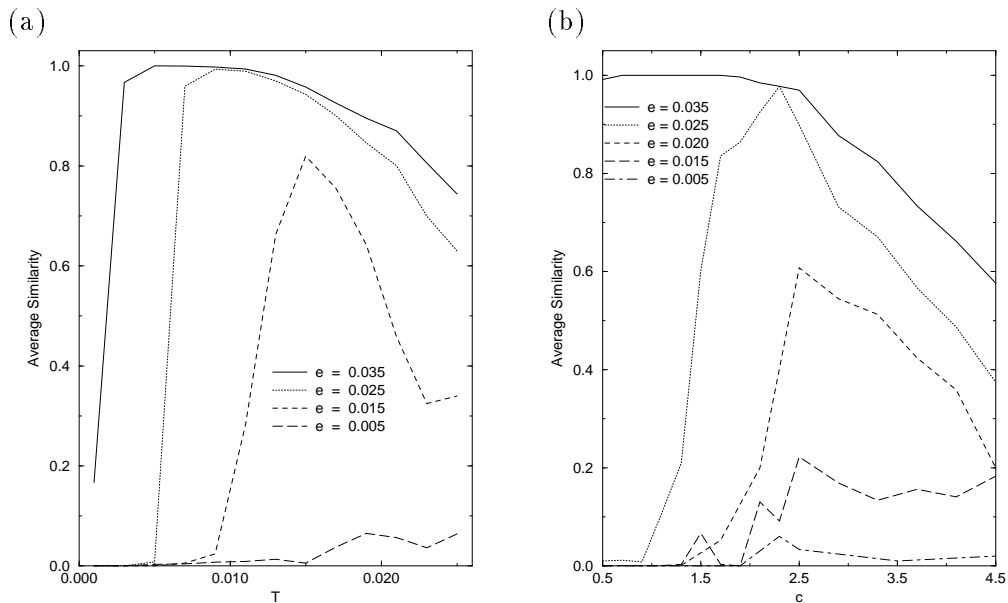 (a)
(b)
1.0
0.8
0.6
0.4
0.2
0.0
Average Similarity
0.000
0.010
0.020
T
e = 0.035
e = 0.025
e = 0.015
e = 0.005
1.0
0.8
0.6
0.4
0.2
0.0
Average Similarity
0.5
1.5
2.5
3.5
4.5
c
e = 0.035
e = 0.025
e = 0.020
e = 0.015
e = 0.005